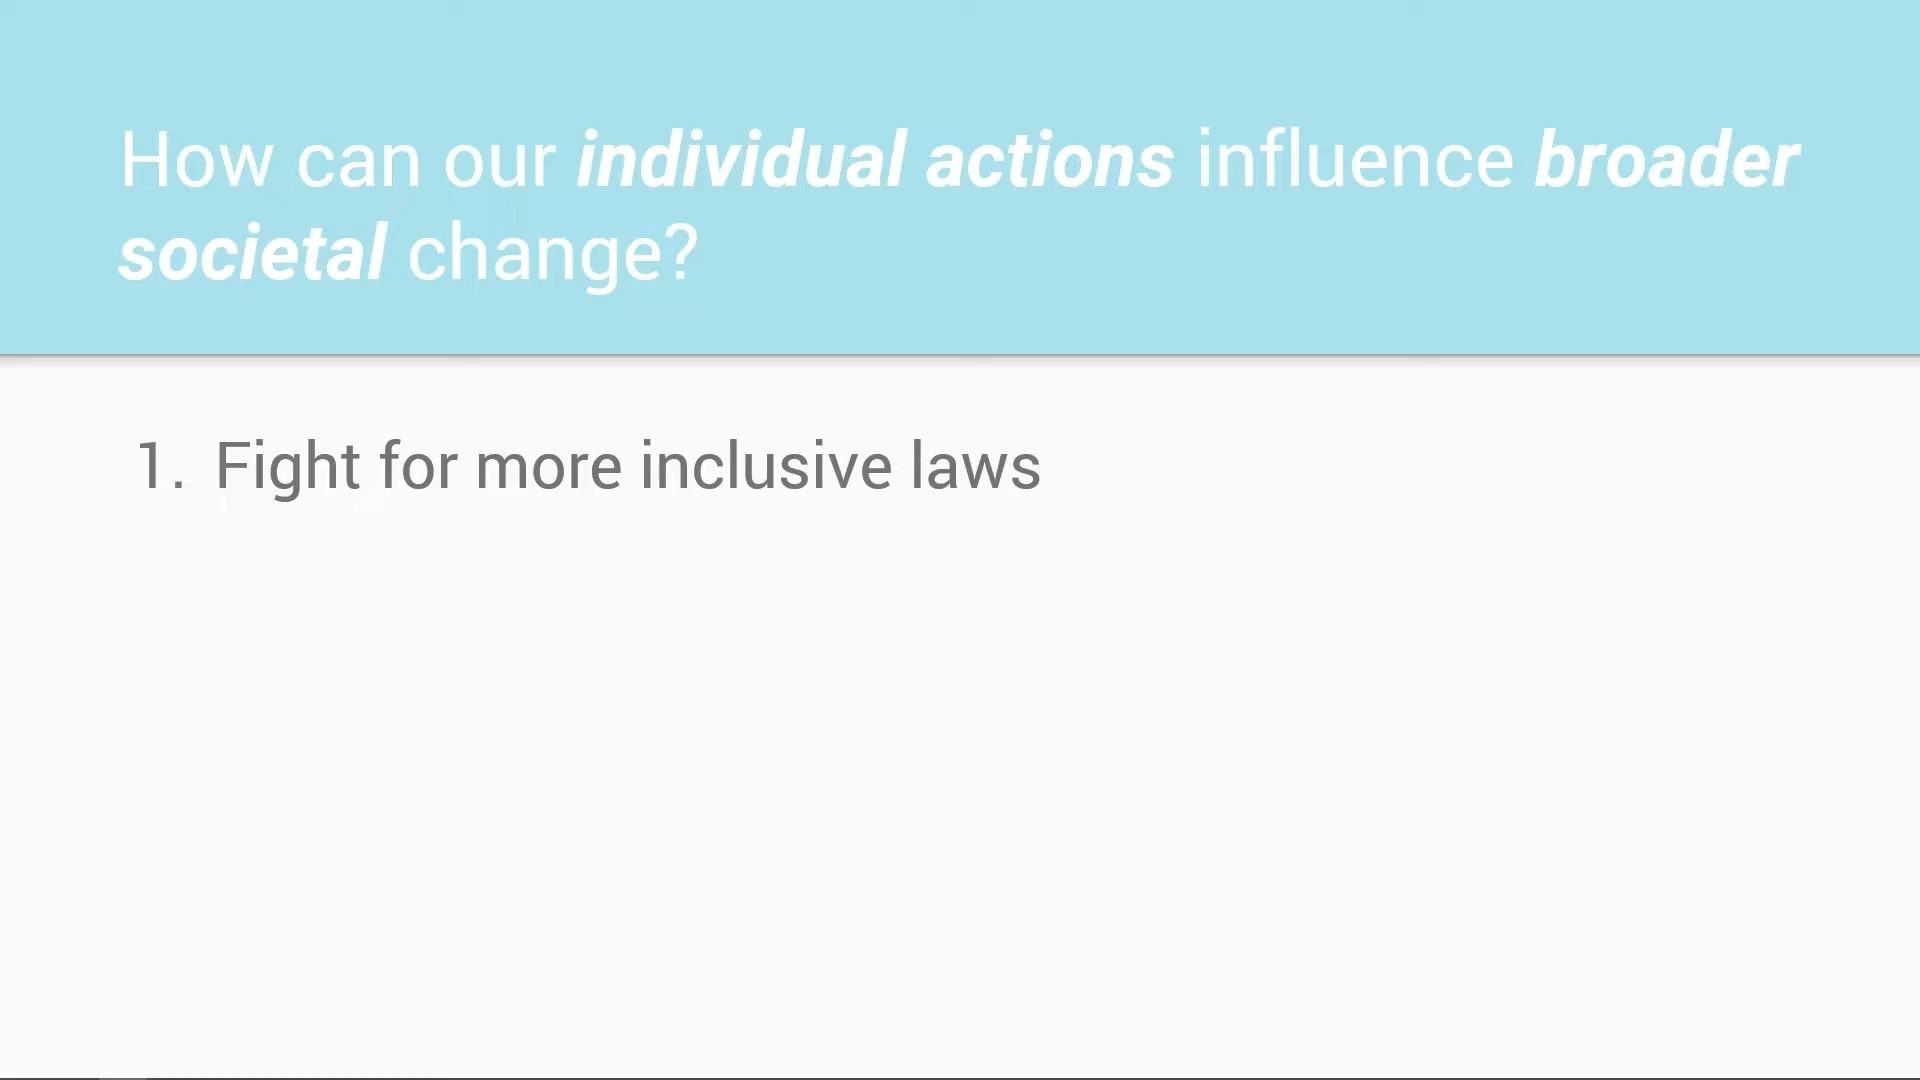 How can our individual actions influence broader
societal change?
1. Fight for more inclusive laws